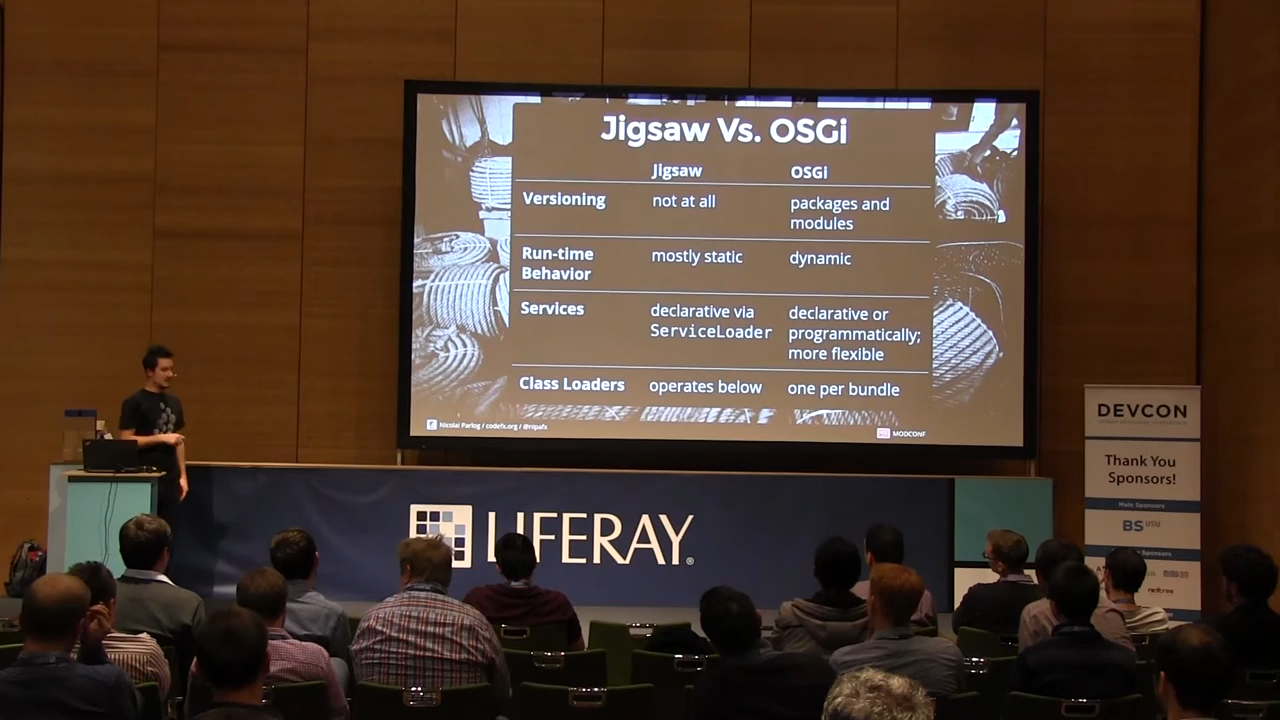 Jigsaw Vs. OSGi
Jigsaw OSGi
Versioning not at all packages and
modules
Run-time mostly static dynamic
Behavior
Services declarative via declarative or
ServiceLoader programmatically;
more flexible
Class Loaders operates below one per bundle
Nicolai Parlog / codefx.org / @nipafx
MODCONF
LIFERAY
DEVCON
Thank You
Sponsors!
Main Sponsors
BS USU
Sponsors